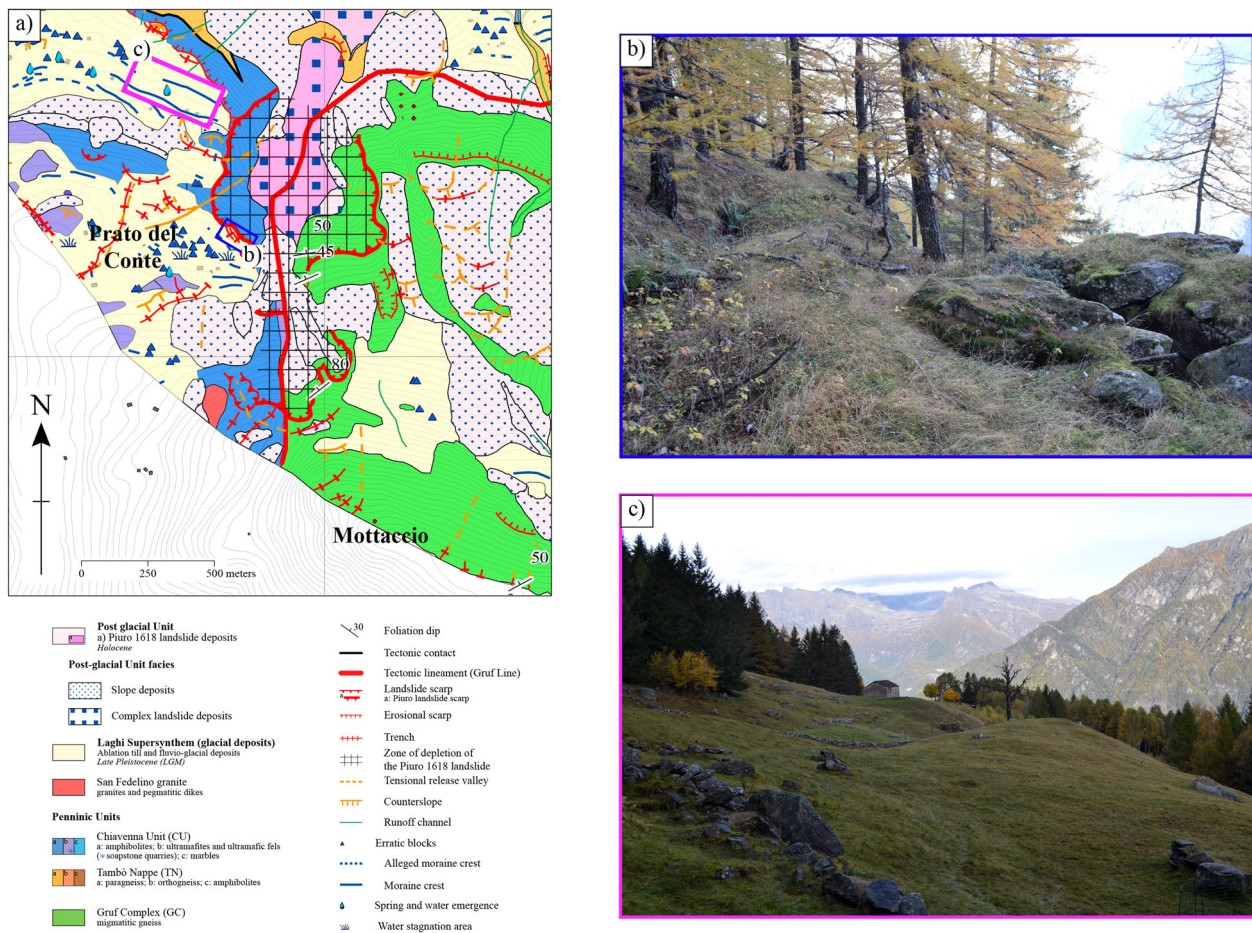 a)
c)
Prato del
Conte
b)
50
45
80
N
Mottaccio
50
0 250 500 meters
Post glacial Unit
a) Piuro 1618 landslide deposits
Holocene
Post-glacial Unit facies
Slope deposits
Complex landslide deposits
Laghi Supersynthem (glacial deposits)
Ablation till and fluvio-glacial deposits
Late Pleistocene (LGM)
San Fedelino granite
granites and pegmatitic dikes
Penninic Units
a b c
Chiavenna Unit (CU)
a: amphibolites; b: ultramafites and ultramafic fels
(*soapstone quarries); c: marbles
a b c
Tambò Nappe (TN)
a: paragneiss; b: orthogneiss; c: amphibolites
Gruf Complex (GC)
migmatitic gneiss
30
Foliation dip
Tectonic contact
Tectonic lineament (Gruf Line)
Landslide scarp
a
a: Piuro landslide scarp
Erosional scarp
Trench
Zone of depletion of
the Piuro 1618 landslide
Tensional release valley
Counterslope
Runoff channel
Erratic blocks
Alleged moraine crest
Moraine crest
Spring and water emergence
Water stagnation area
b)
c)